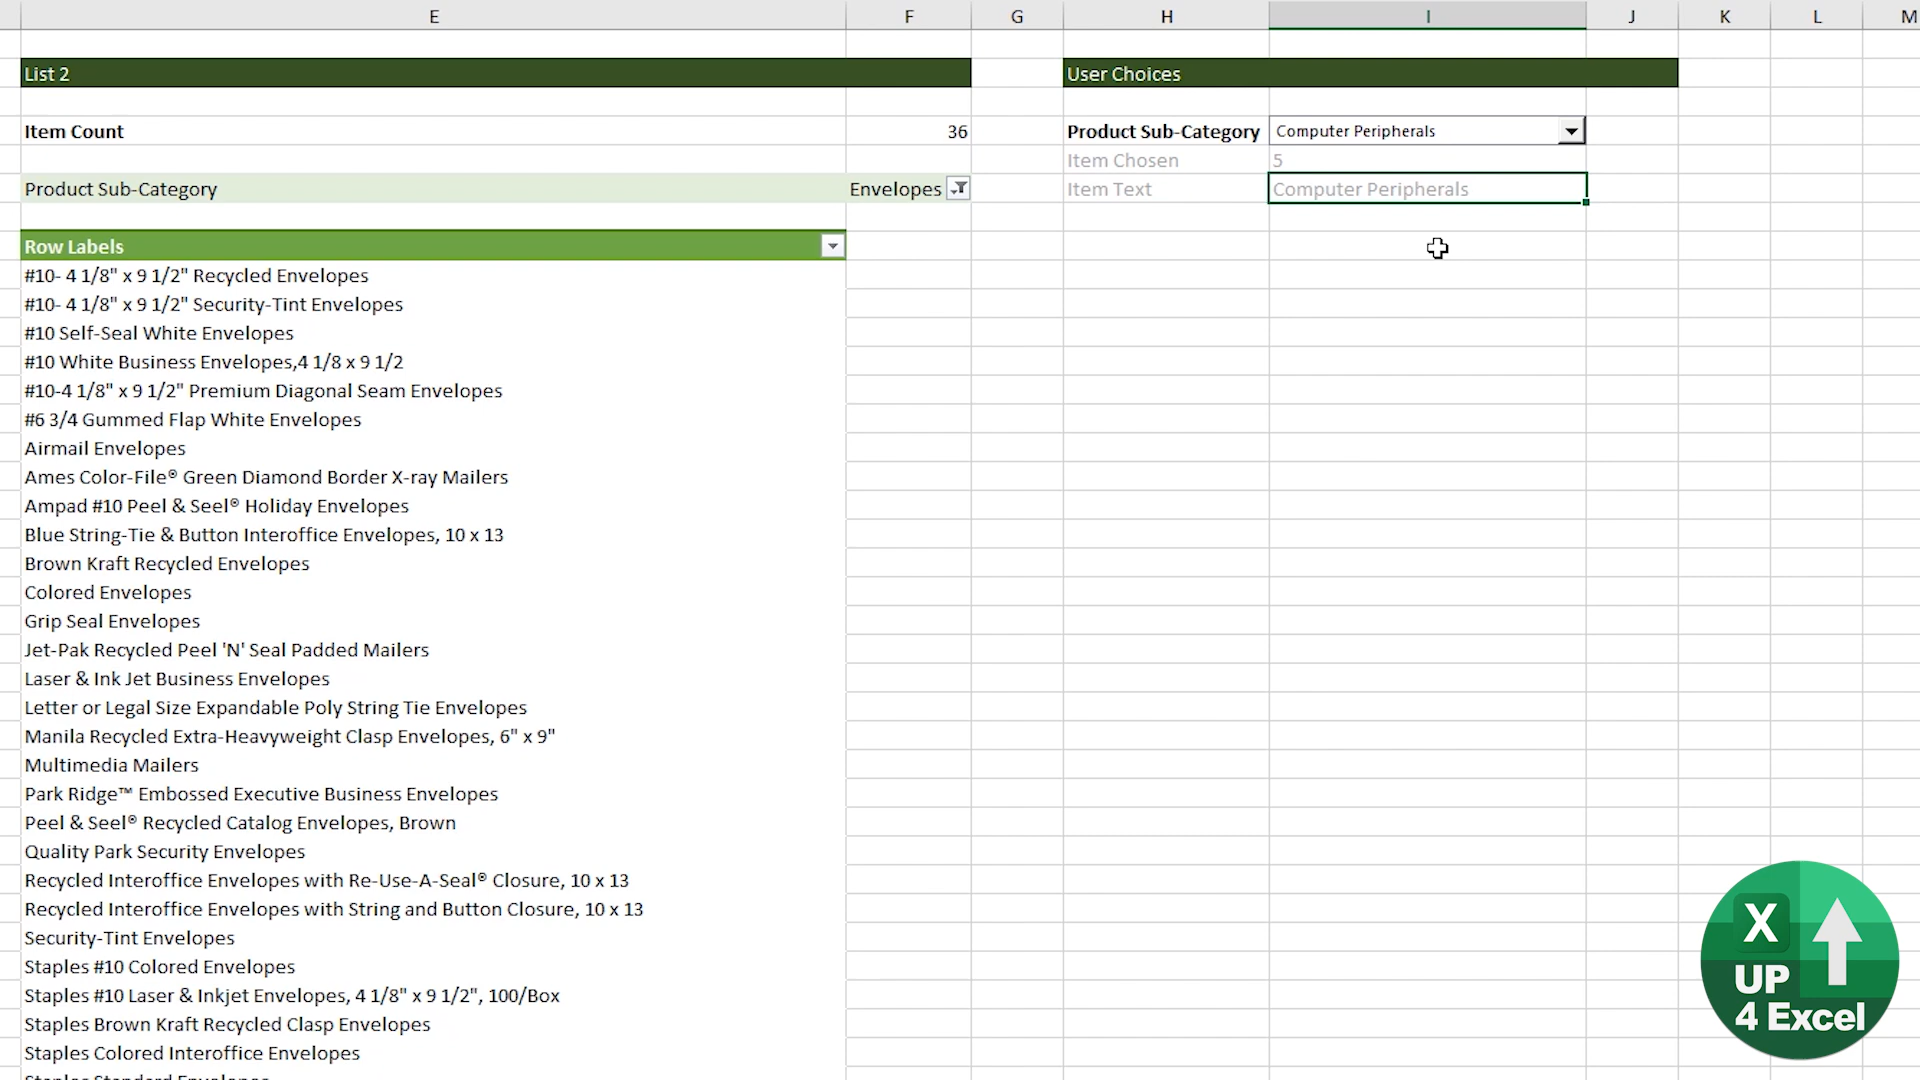 E F G H I J K L M
List 2 User Choices
Item Count 36 Product Sub-Category Computer Peripherals
Item Chosen 5
Product Sub-Category Envelopes Item Text Computer Peripherals
Row Labels
#10- 4 1/8" x 9 1/2" Recycled Envelopes
#10- 4 1/8" x 9 1/2" Security-Tint Envelopes
#10 Self-Seal White Envelopes
#10 White Business Envelopes,4 1/8 x 9 1/2
#10-4 1/8" x 9 1/2" Premium Diagonal Seam Envelopes
#6 3/4 Gummed Flap White Envelopes
Airmail Envelopes
Ames Color-File® Green Diamond Border X-ray Mailers
Ampad #10 Peel & Seel® Holiday Envelopes
Blue String-Tie & Button Interoffice Envelopes, 10 x 13
Brown Kraft Recycled Envelopes
Colored Envelopes
Grip Seal Envelopes
Jet-Pak Recycled Peel 'N' Seal Padded Mailers
Laser & Ink Jet Business Envelopes
Letter or Legal Size Expandable Poly String Tie Envelopes
Manila Recycled Extra-Heavyweight Clasp Envelopes, 6" x 9"
Multimedia Mailers
Park Ridge™ Embossed Executive Business Envelopes
Peel & Seel® Recycled Catalog Envelopes, Brown
Quality Park Security Envelopes
Recycled Interoffice Envelopes with Re-Use-A-Seal® Closure, 10 x 13
Recycled Interoffice Envelopes with String and Button Closure, 10 x 13
Security-Tint Envelopes
Staples #10 Colored Envelopes
Staples #10 Laser & Inkjet Envelopes, 4 1/8" x 9 1/2", 100/Box
Staples Brown Kraft Recycled Clasp Envelopes
Staples Colored Interoffice Envelopes
Staples Standard Envelopes
X
UP
4 Excel